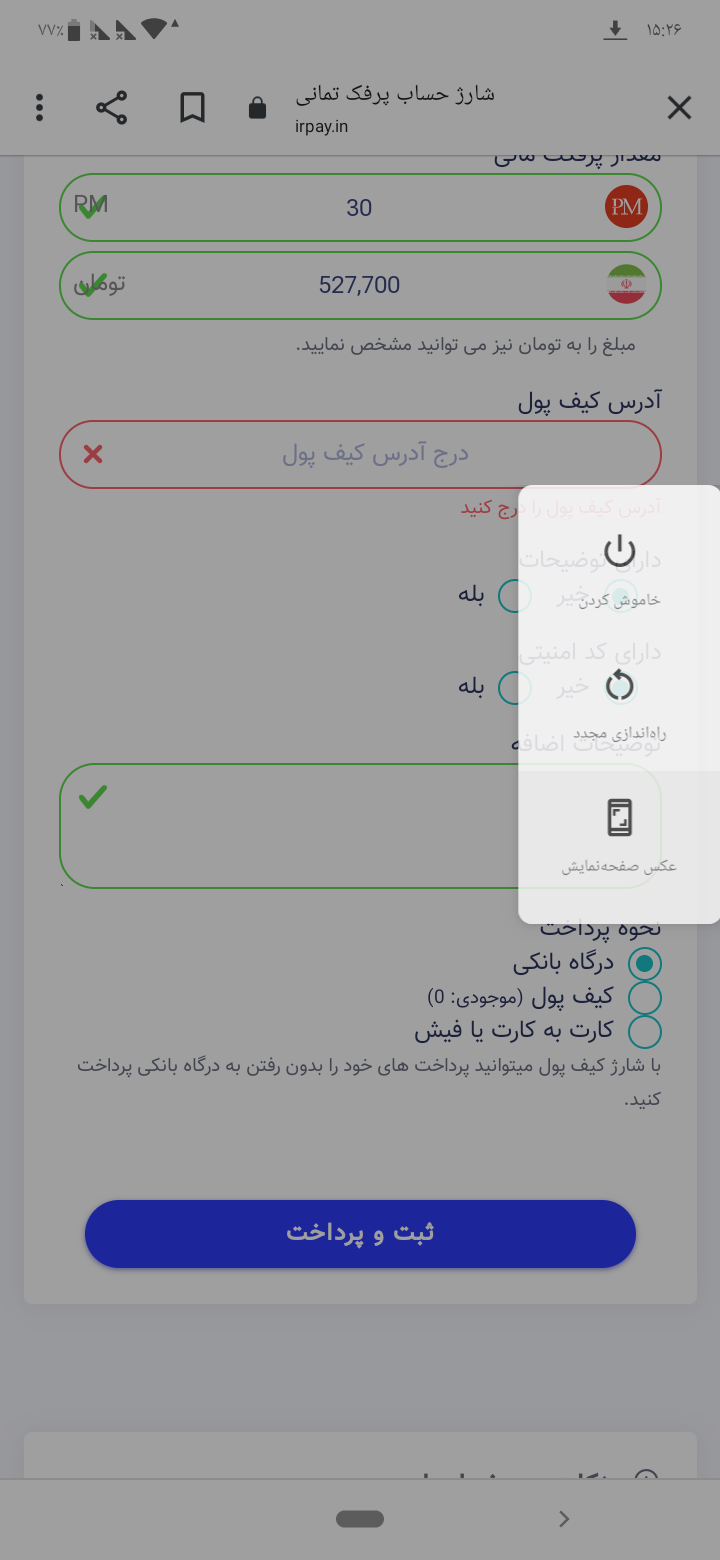 ۱۵:۲۶ ۷۷٪
شارژ حساب پرفک تمانی
irpay.in
مقدار پرفکت مانی
PM 30 PM
527,700 تومان
مبلغ را به تومان نیز می توانید مشخص نمایید.
آدرس کیف پول
درج آدرس کیف پول
آدرس کیف پول را درج کنید
دارای توضیحات
خیر بله
خاموش کردن
دارای کد امنیتی
خیر بله
راه‌اندازی مجدد
توضیحات اضافه
عکس صفحه‌نمایش
نحوه پرداخت
درگاه بانکی
کیف پول (موجودی: 0)
کارت به کارت یا فیش
با شارژ کیف پول میتوانید پرداخت های خود را بدون رفتن به درگاه بانکی پرداخت
کنید.
ثبت و پرداخت